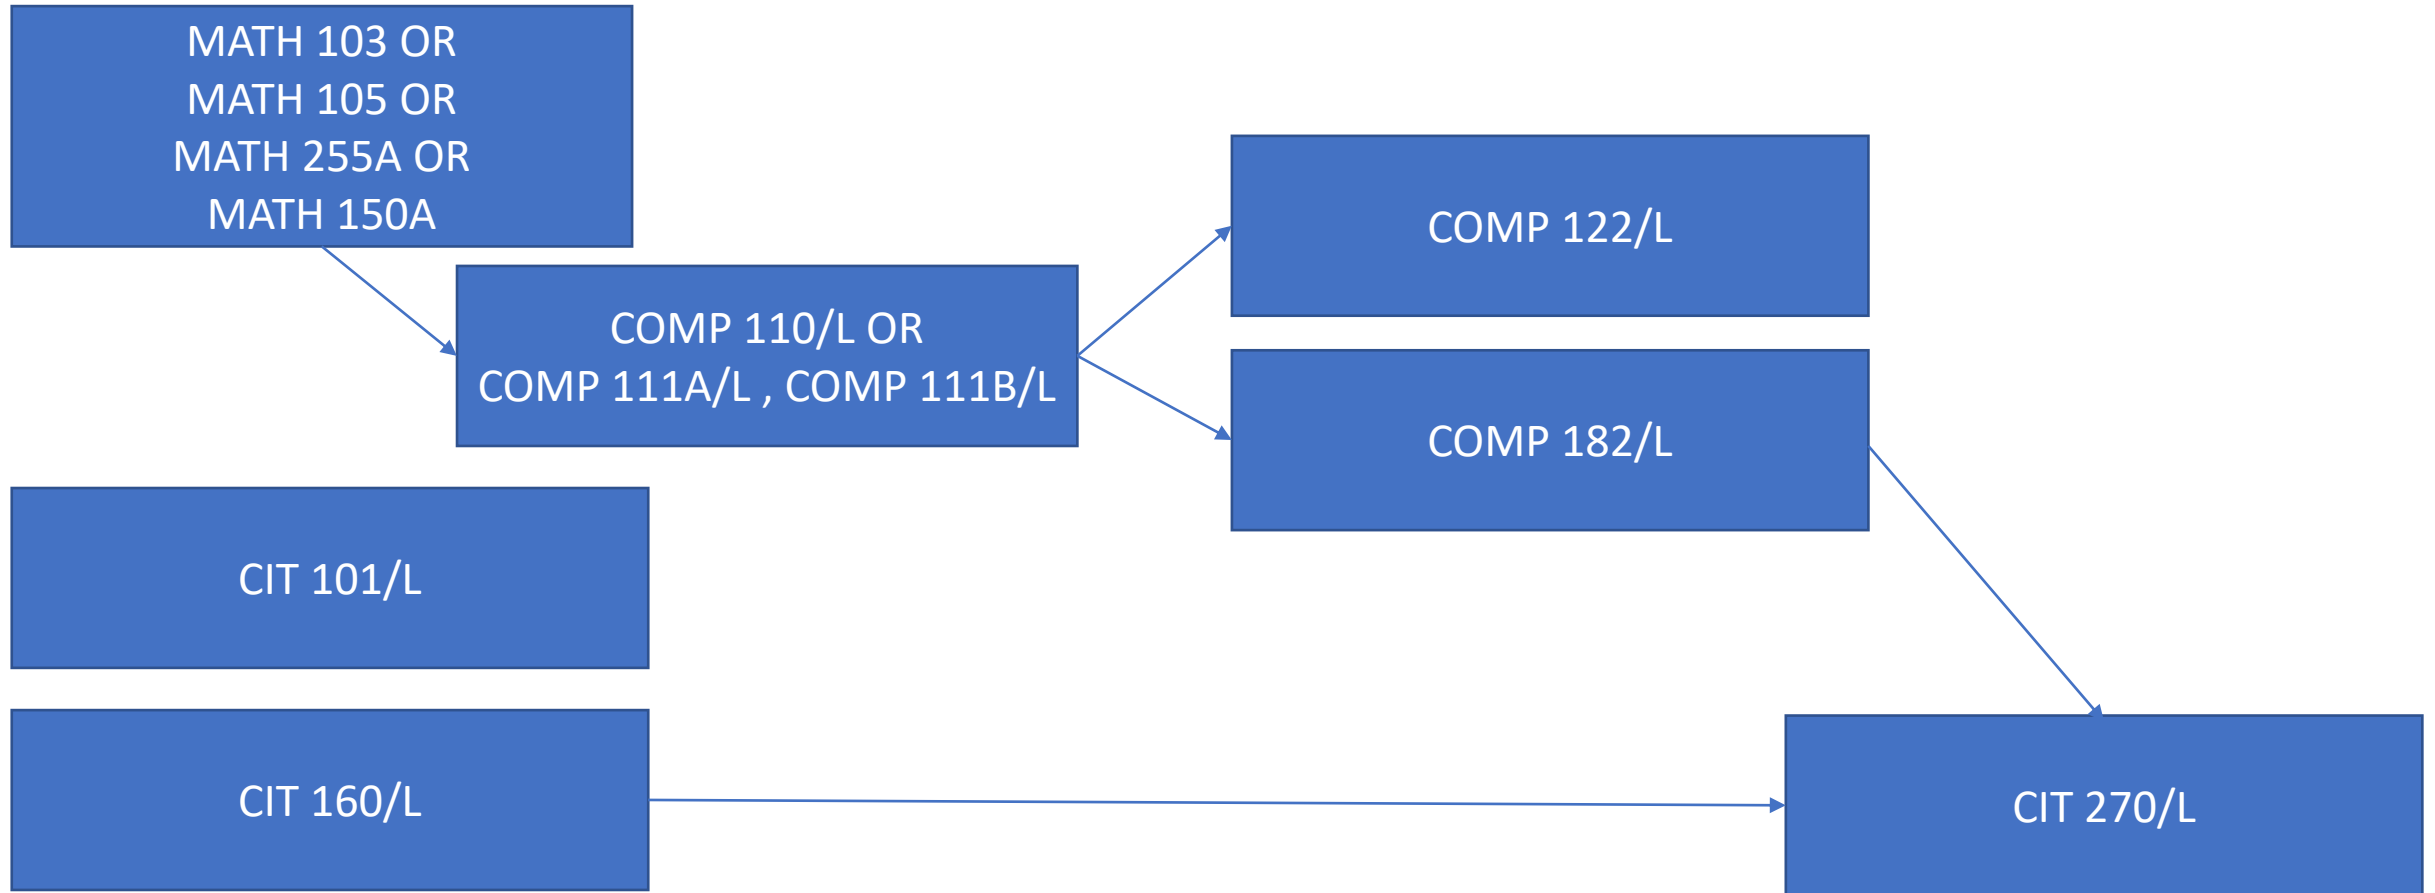 MATH 103 OR
MATH 105 OR
MATH 255A OR
MATH 150A
COMP 110/L OR
COMP 111A/L , COMP 111B/L
COMP 122/L
COMP 182/L
CIT 101/L
CIT 160/L
CIT 270/L